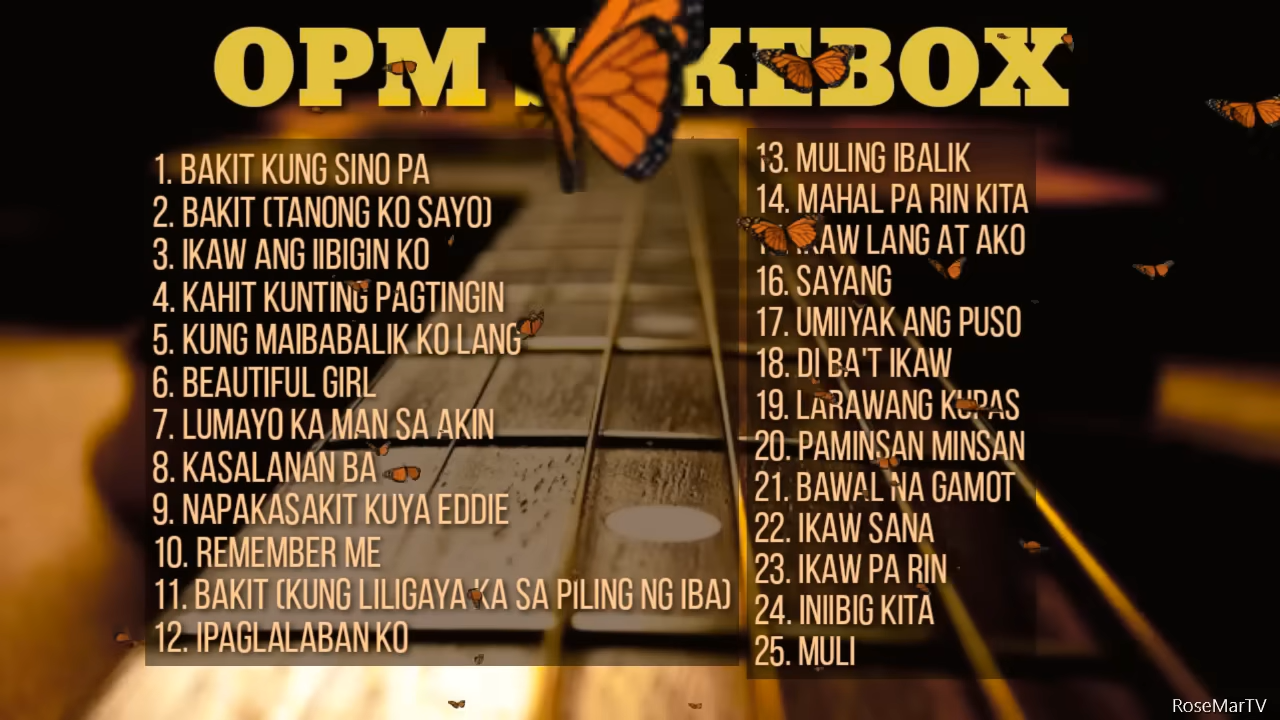 OPM JUKEBOX
1. BAKIT KUNG SINO PA
2. BAKIT (TANONG KO SAYO)
3. IKAW ANG IIBIGIN KO
4. KAHIT KUNTING PAGTINGIN
5. KUNG MAIBABALIK KO LANG
6. BEAUTIFUL GIRL
7. LUMAYO KA MAN SA AKIN
8. KASALANAN BA
9. NAPAKASAKIT KUYA EDDIE
10. REMEMBER ME
11. BAKIT (KUNG LILIGAYA KA SA PILING NG IBA)
12. IPAGLALABAN KO
13. MULING IBALIK
14. MAHAL PA RIN KITA
15. IKAW LANG AT AKO
16. SAYANG
17. UMIIYAK ANG PUSO
18. DI BA'T IKAW
19. LARAWANG KUPAS
20. PAMINSAN MINSAN
21. BAWAL NA GAMOT
22. IKAW SANA
23. IKAW PA RIN
24. INIIBIG KITA
25. MULI
RoseMarTV